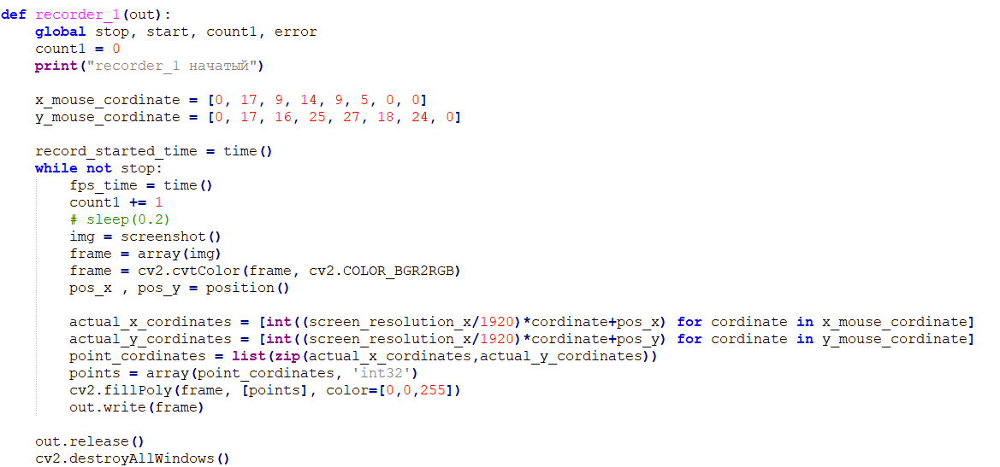 def recorder_1(out):
    global stop, start, count1, error
    count1 = 0
    print("recorder_1 начатый")

    x_mouse_cordinate = [0, 17, 9, 14, 9, 5, 0, 0]
    y_mouse_cordinate = [0, 17, 16, 25, 27, 18, 24, 0]

    record_started_time = time()
    while not stop:
        fps_time = time()
        count1 += 1
        # sleep(0.2)
        img = screenshot()
        frame = array(img)
        frame = cv2.cvtColor(frame, cv2.COLOR_BGR2RGB)
        pos_x , pos_y = position()

        actual_x_cordinates = [int((screen_resolution_x/1920)*cordinate+pos_x) for cordinate in x_mouse_cordinate]
        actual_y_cordinates = [int((screen_resolution_x/1920)*cordinate+pos_y) for cordinate in y_mouse_cordinate]
        point_cordinates = list(zip(actual_x_cordinates,actual_y_cordinates))
        points = array(point_cordinates, 'int32')
        cv2.fillPoly(frame, [points], color=[0,0,255])
        out.write(frame)

    out.release()
    cv2.destroyAllWindows()